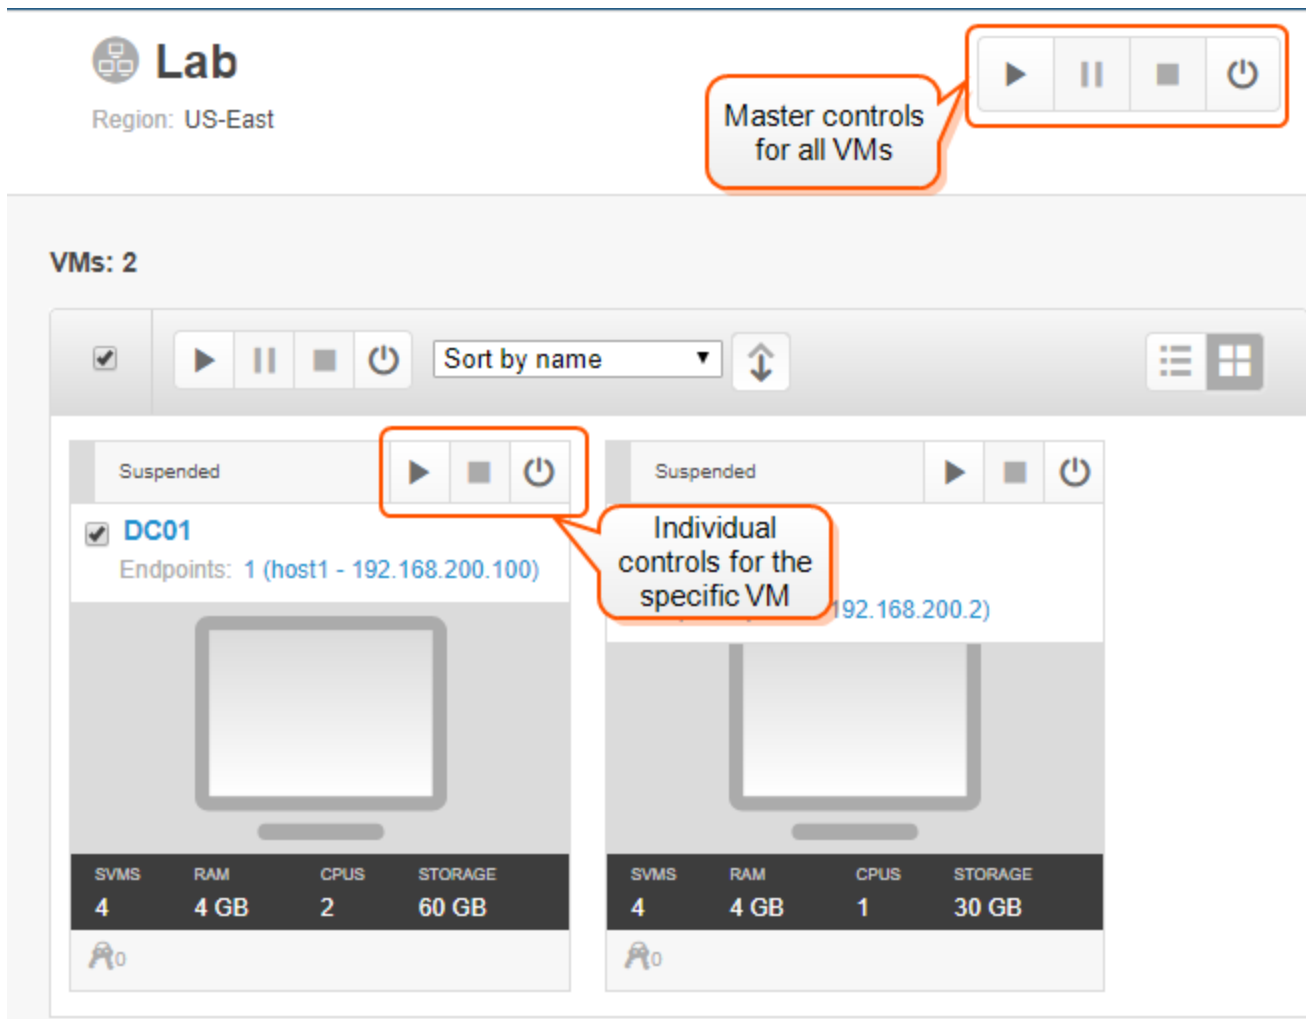 Lab
Region: US-East
Master controls
for all VMs
VMs: 2
Sort by name
Suspended
Suspended
DC01
Endpoints: 1 (host1 - 192.168.200.100)
Individual
controls for the
specific VM
192.168.200.2)
SVMS RAM CPUS STORAGE
4 4 GB 2 60 GB
SVMS RAM CPUS STORAGE
4 4 GB 1 30 GB
0
0